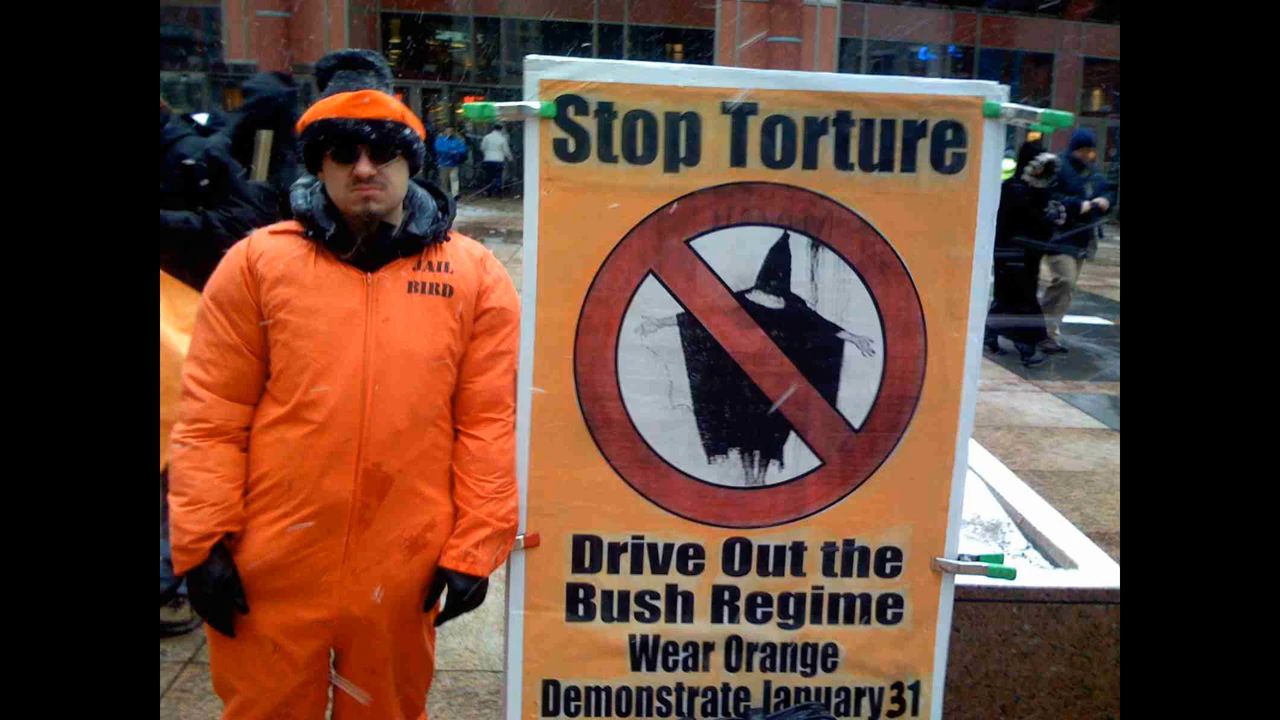 JAIL
BIRD
Stop Torture
Drive Out the
Bush Regime
Wear Orange
Demonstrate January 31